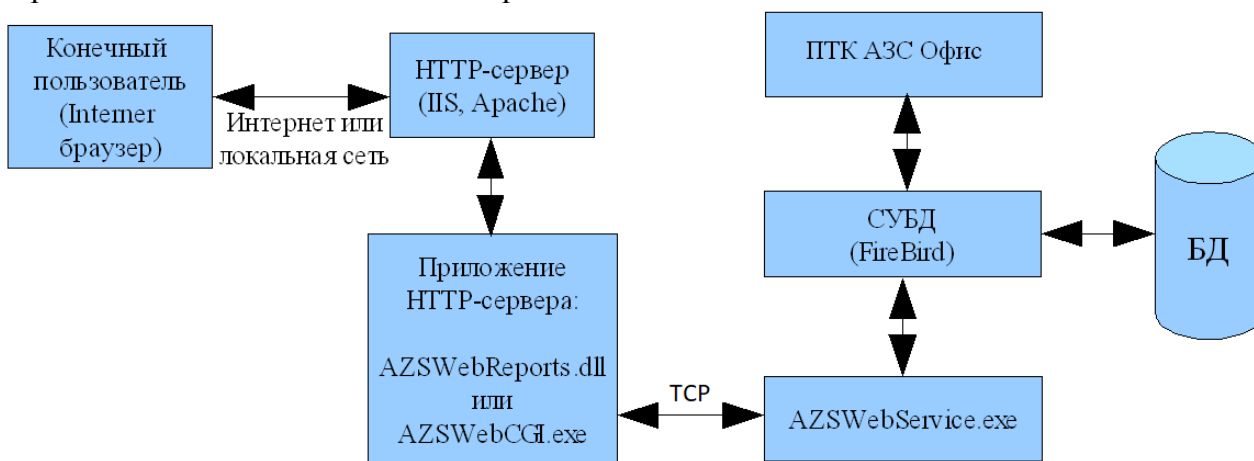 Конечный
пользователь
(Interner
браузер)
Интернет или
локальная сеть
HTTP-сервер
(IIS, Apache)
Приложение
HTTP-сервера:
AZSWebReports.dll
или
AZSWebCGI.exe
TCP
ПТК АЗС Офис
СУБД
(FireBird)
БД
AZSWebService.exe